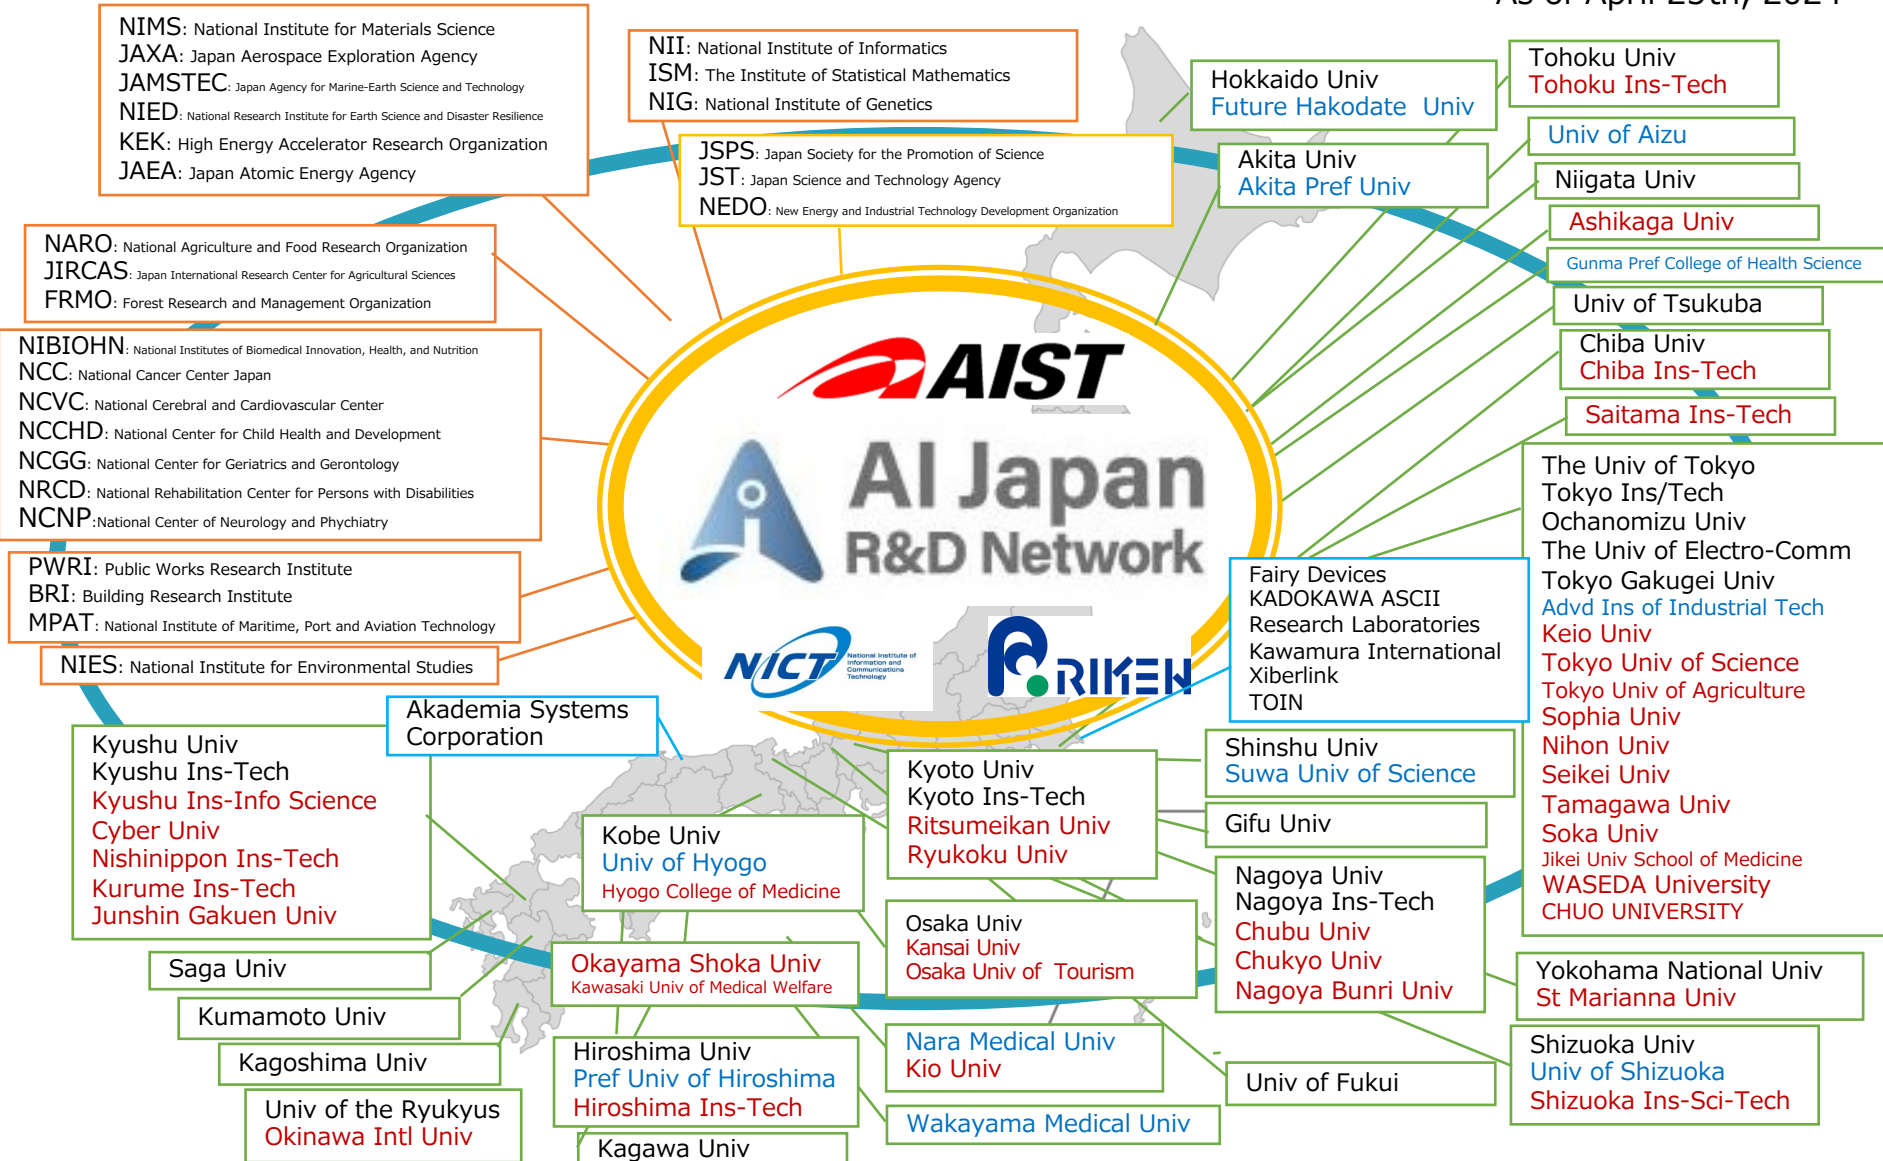 As of April 25th, 2024
NIMS: National Institute for Materials Science
JAXA: Japan Aerospace Exploration Agency
JAMSTEC: Japan Agency for Marine-Earth Science and Technology
NIED: National Research Institute for Earth Science and Disaster Resilience
KEK: High Energy Accelerator Research Organization
JAEA: Japan Atomic Energy Agency
NII: National Institute of Informatics
ISM: The Institute of Statistical Mathematics
NIG: National Institute of Genetics
JSPS: Japan Society for the Promotion of Science
JST: Japan Science and Technology Agency
NEDO: New Energy and Industrial Technology Development Organization
Hokkaido Univ
Future Hakodate Univ
Tohoku Univ
Tohoku Ins-Tech
Akita Univ
Akita Pref Univ
Univ of Aizu
Niigata Univ
Ashikaga Univ
Gunma Pref College of Health Science
Univ of Tsukuba
Chiba Univ
Chiba Ins-Tech
Saitama Ins-Tech
NARO: National Agriculture and Food Research Organization
JIRCAS: Japan International Research Center for Agricultural Sciences
FRMO: Forest Research and Management Organization
NIBIOHN: National Institutes of Biomedical Innovation, Health, and Nutrition
NCC: National Cancer Center Japan
NCVC: National Cerebral and Cardiovascular Center
NCCHD: National Center for Child Health and Development
NCGG: National Center for Geriatrics and Gerontology
NRCD: National Rehabilitation Center for Persons with Disabilities
NCNP:National Center of Neurology and Phychiatry
PWRI: Public Works Research Institute
BRI: Building Research Institute
MPAT: National Institute of Maritime, Port and Aviation Technology
NIES: National Institute for Environmental Studies
AIST
AI Japan
R&D Network
NICT
National Institute of
Information and
Communications
Technology
RIKEN
The Univ of Tokyo
Tokyo Ins/Tech
Ochanomizu Univ
The Univ of Electro-Comm
Tokyo Gakugei Univ
Advd Ins of Industrial Tech
Keio Univ
Tokyo Univ of Science
Tokyo Univ of Agriculture
Sophia Univ
Nihon Univ
Seikei Univ
Tamagawa Univ
Soka Univ
Jikei Univ School of Medicine
WASEDA University
CHUO UNIVERSITY
Fairy Devices
KADOKAWA ASCII
Research Laboratories
Kawamura International
Xiberlink
TOIN
Akademia Systems
Corporation
Kyushu Univ
Kyushu Ins-Tech
Kyushu Ins-Info Science
Cyber Univ
Nishinippon Ins-Tech
Kurume Ins-Tech
Junshin Gakuen Univ
Saga Univ
Kumamoto Univ
Kagoshima Univ
Univ of the Ryukyus
Okinawa Intl Univ
Kobe Univ
Univ of Hyogo
Hyogo College of Medicine
Okayama Shoka Univ
Kawasaki Univ of Medical Welfare
Hiroshima Univ
Pref Univ of Hiroshima
Hiroshima Ins-Tech
Kagawa Univ
Kyoto Univ
Kyoto Ins-Tech
Ritsumeikan Univ
Ryukoku Univ
Osaka Univ
Kansai Univ
Osaka Univ of Tourism
Nara Medical Univ
Kio Univ
Wakayama Medical Univ
Shinshu Univ
Suwa Univ of Science
Gifu Univ
Nagoya Univ
Nagoya Ins-Tech
Chubu Univ
Chukyo Univ
Nagoya Bunri Univ
Univ of Fukui
Yokohama National Univ
St Marianna Univ
Shizuoka Univ
Univ of Shizuoka
Shizuoka Ins-Sci-Tech